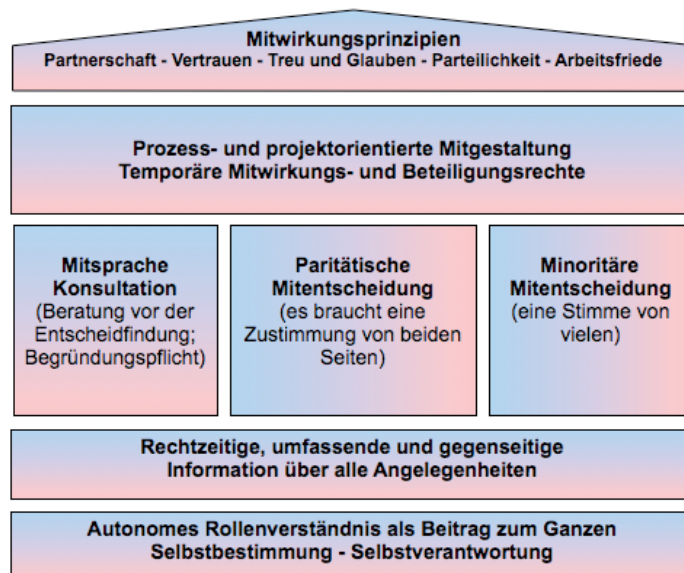 Mitwirkungsprinzipien
Partnerschaft - Vertrauen - Treu und Glauben - Parteilichkeit - Arbeitsfriede
Prozess- und projektorientierte Mitgestaltung
Temporäre Mitwirkungs- und Beteiligungsrechte
Mitsprache
Konsultation
(Beratung vor der
Entscheidfindung;
Begründungspflicht)
Paritätische
Mitentscheidung
(es braucht eine
Zustimmung von beiden
Seiten)
Minoritäre
Mitentscheidung
(eine Stimme von
vielen)
Rechtzeitige, umfassende und gegenseitige
Information über alle Angelegenheiten
Autonomes Rollenverständnis als Beitrag zum Ganzen
Selbstbestimmung - Selbstverantwortung